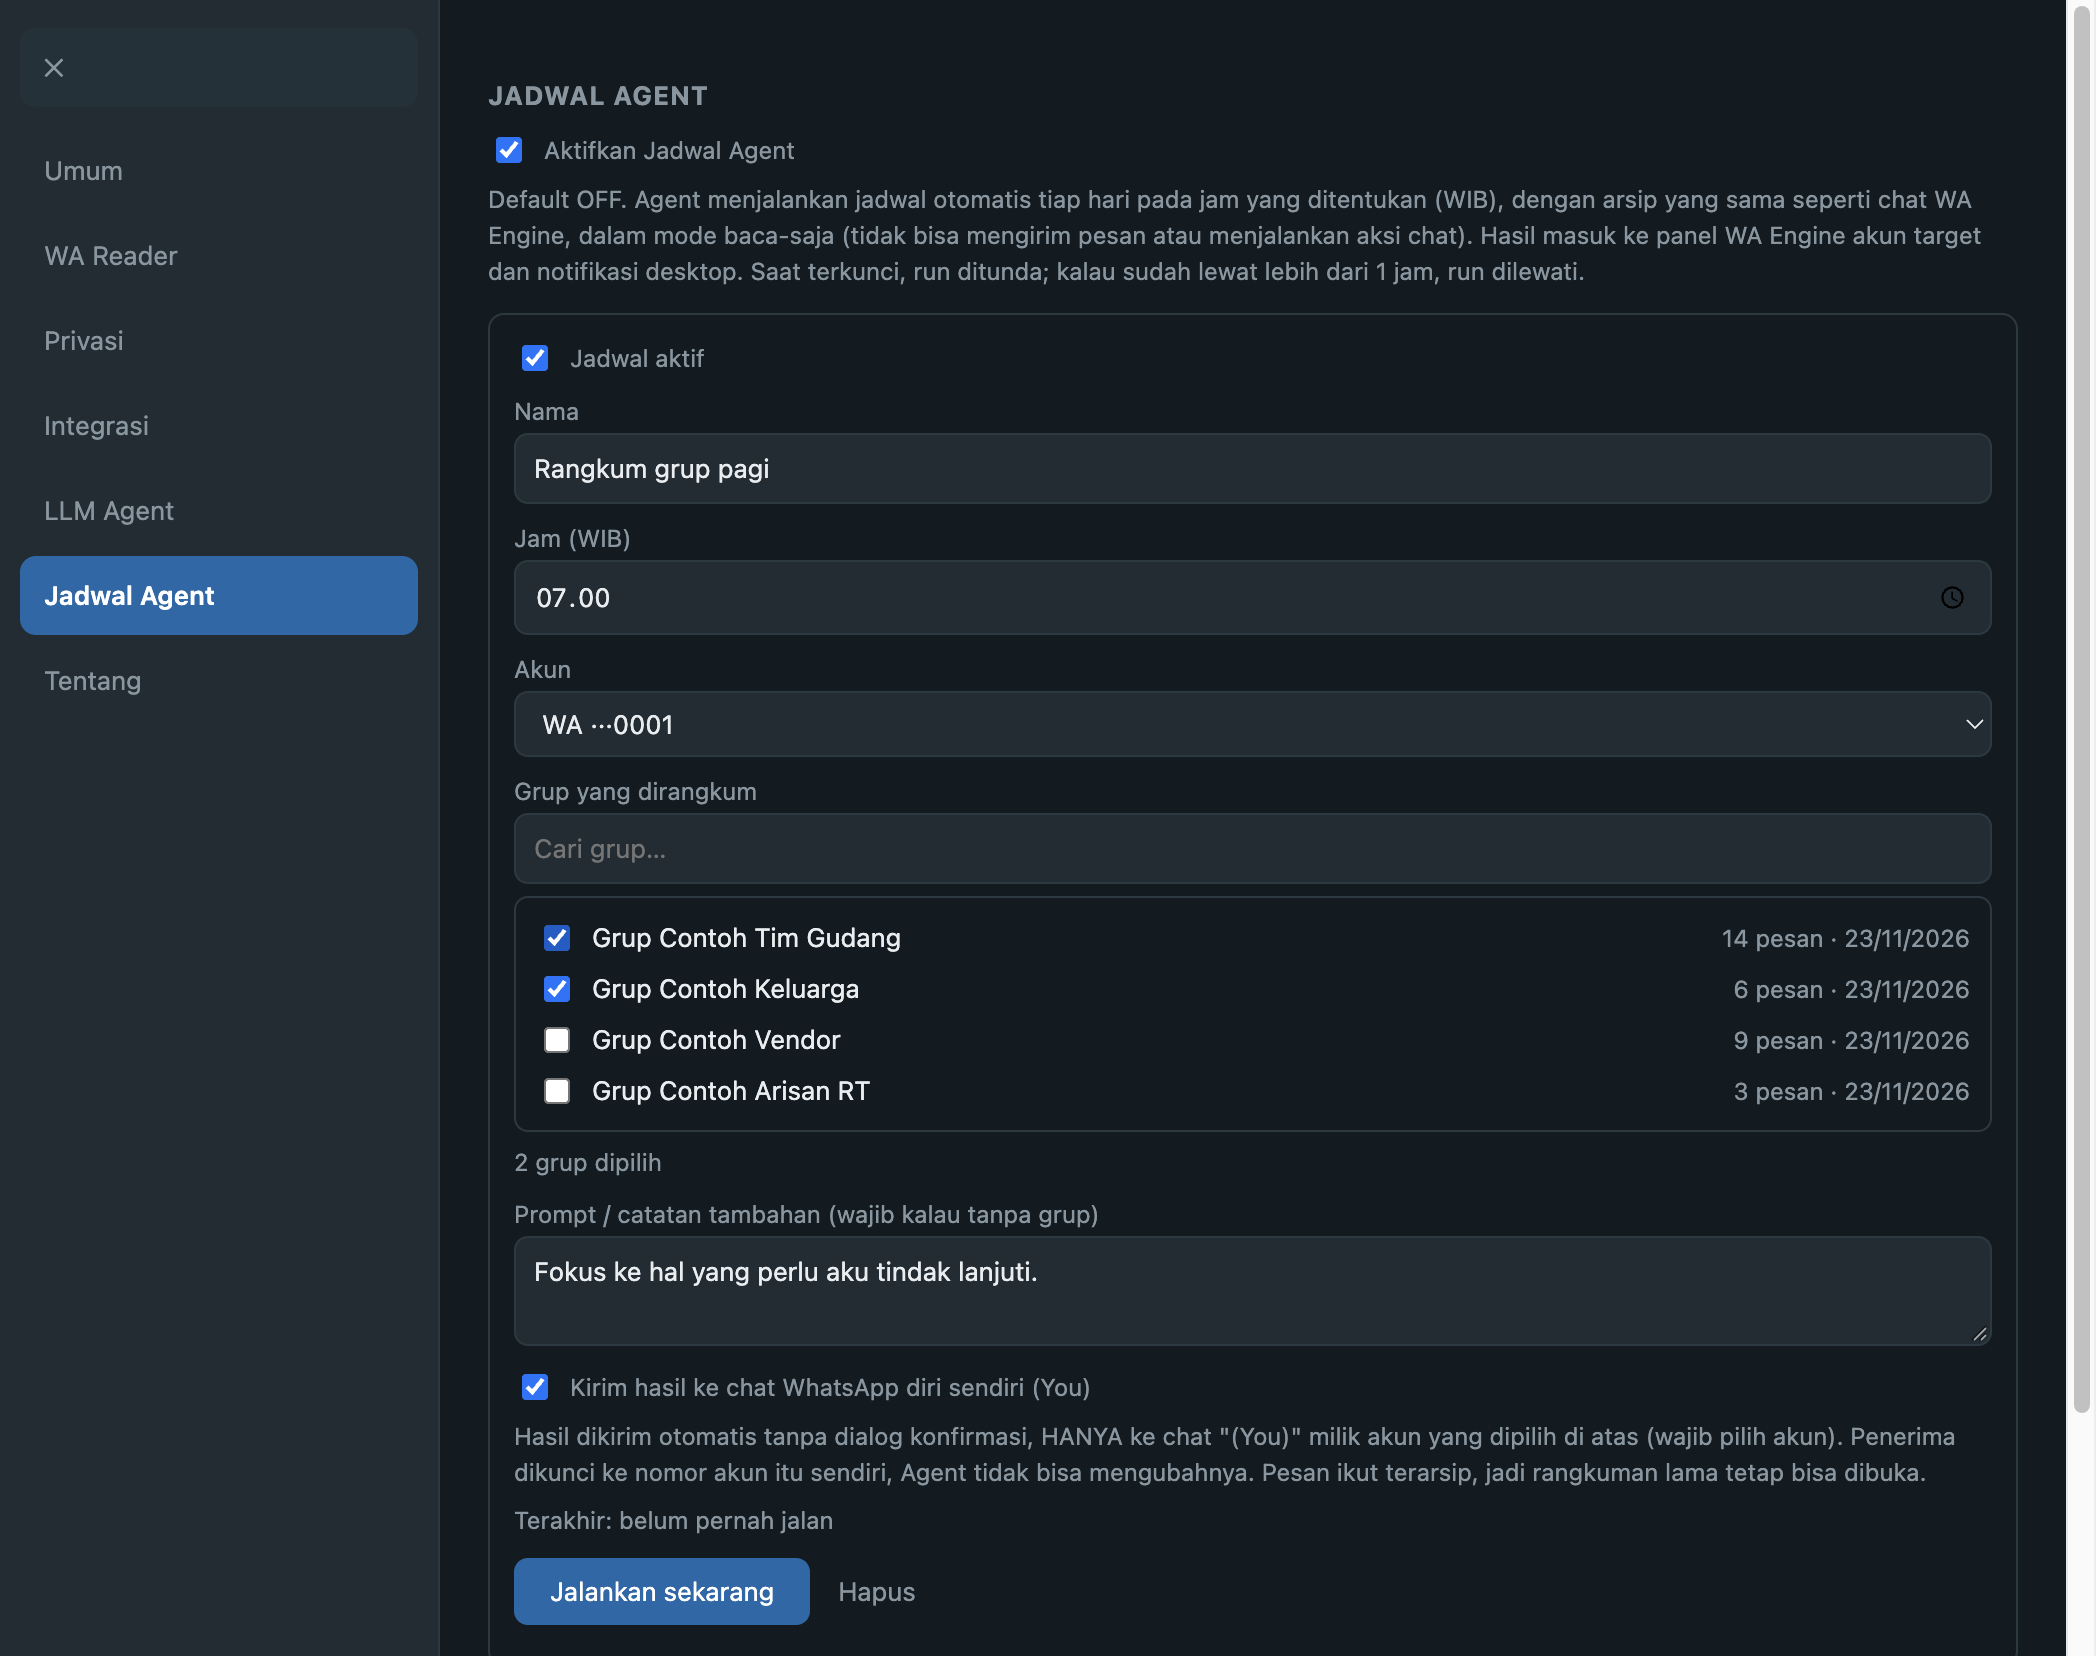 Umum
WA Reader
Privasi
Integrasi
LLM Agent
Jadwal Agent
Tentang
JADWAL AGENT
Aktifkan Jadwal Agent
Default OFF. Agent menjalankan jadwal otomatis tiap hari pada jam yang ditentukan (WIB), dengan arsip yang sama seperti chat WA
Engine, dalam mode baca-saja (tidak bisa mengirim pesan atau menjalankan aksi chat). Hasil masuk ke panel WA Engine akun target
dan notifikasi desktop. Saat terkunci, run ditunda; kalau sudah lewat lebih dari 1 jam, run dilewati.
Jadwal aktif
Nama
Rangkum grup pagi
Jam (WIB)
07.00
Akun
WA ···0001
Grup yang dirangkum
Cari grup...
Grup Contoh Tim Gudang 14 pesan · 23/11/2026
Grup Contoh Keluarga 6 pesan · 23/11/2026
Grup Contoh Vendor 9 pesan · 23/11/2026
Grup Contoh Arisan RT 3 pesan · 23/11/2026
2 grup dipilih
Prompt / catatan tambahan (wajib kalau tanpa grup)
Fokus ke hal yang perlu aku tindak lanjuti.
Kirim hasil ke chat WhatsApp diri sendiri (You)
Hasil dikirim otomatis tanpa dialog konfirmasi, HANYA ke chat "(You)" milik akun yang dipilih di atas (wajib pilih akun). Penerima
dikunci ke nomor akun itu sendiri, Agent tidak bisa mengubahnya. Pesan ikut terarsip, jadi rangkuman lama tetap bisa dibuka.
Terakhir: belum pernah jalan
Jalankan sekarang Hapus